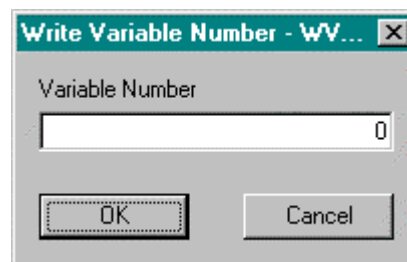 Write Variable Number - WV...
Variable Number
0
OK
Cancel